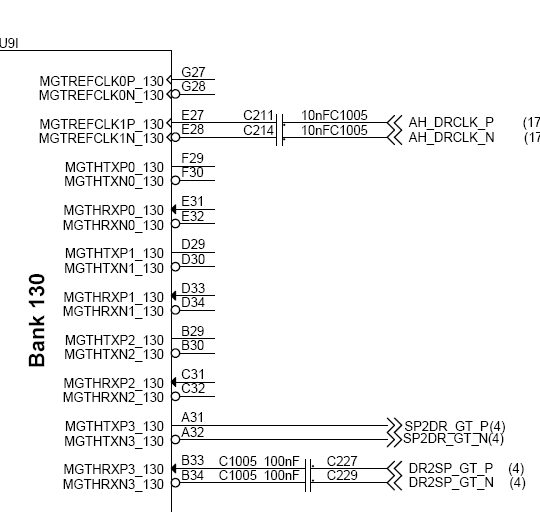 U9I
MGTREFCLK0P_130 G27
MGTREFCLK0N_130 G28
MGTREFCLK1P_130 E27 C211 10nFC1005 AH_DRCLK_P (17
MGTREFCLK1N_130 E28 C214 10nFC1005 AH_DRCLK_N (17
MGTHTXP0_130 F29
MGTHTXN0_130 F30
MGTHRXP0_130 E31
MGTHRXN0_130 E32
MGTHTXP1_130 D29
MGTHTXN1_130 D30
MGTHRXP1_130 D33
MGTHRXN1_130 D34
MGTHTXP2_130 B29
MGTHTXN2_130 B30
MGTHRXP2_130 C31
MGTHRXN2_130 C32
MGTHTXP3_130 A31 SP2DR_GT_P(4)
MGTHTXN3_130 A32 SP2DR_GT_N(4)
MGTHRXP3_130 B33 C1005 100nF C227 DR2SP_GT_P (4)
MGTHRXN3_130 B34 C1005 100nF C229 DR2SP_GT_N (4)
Bank 130